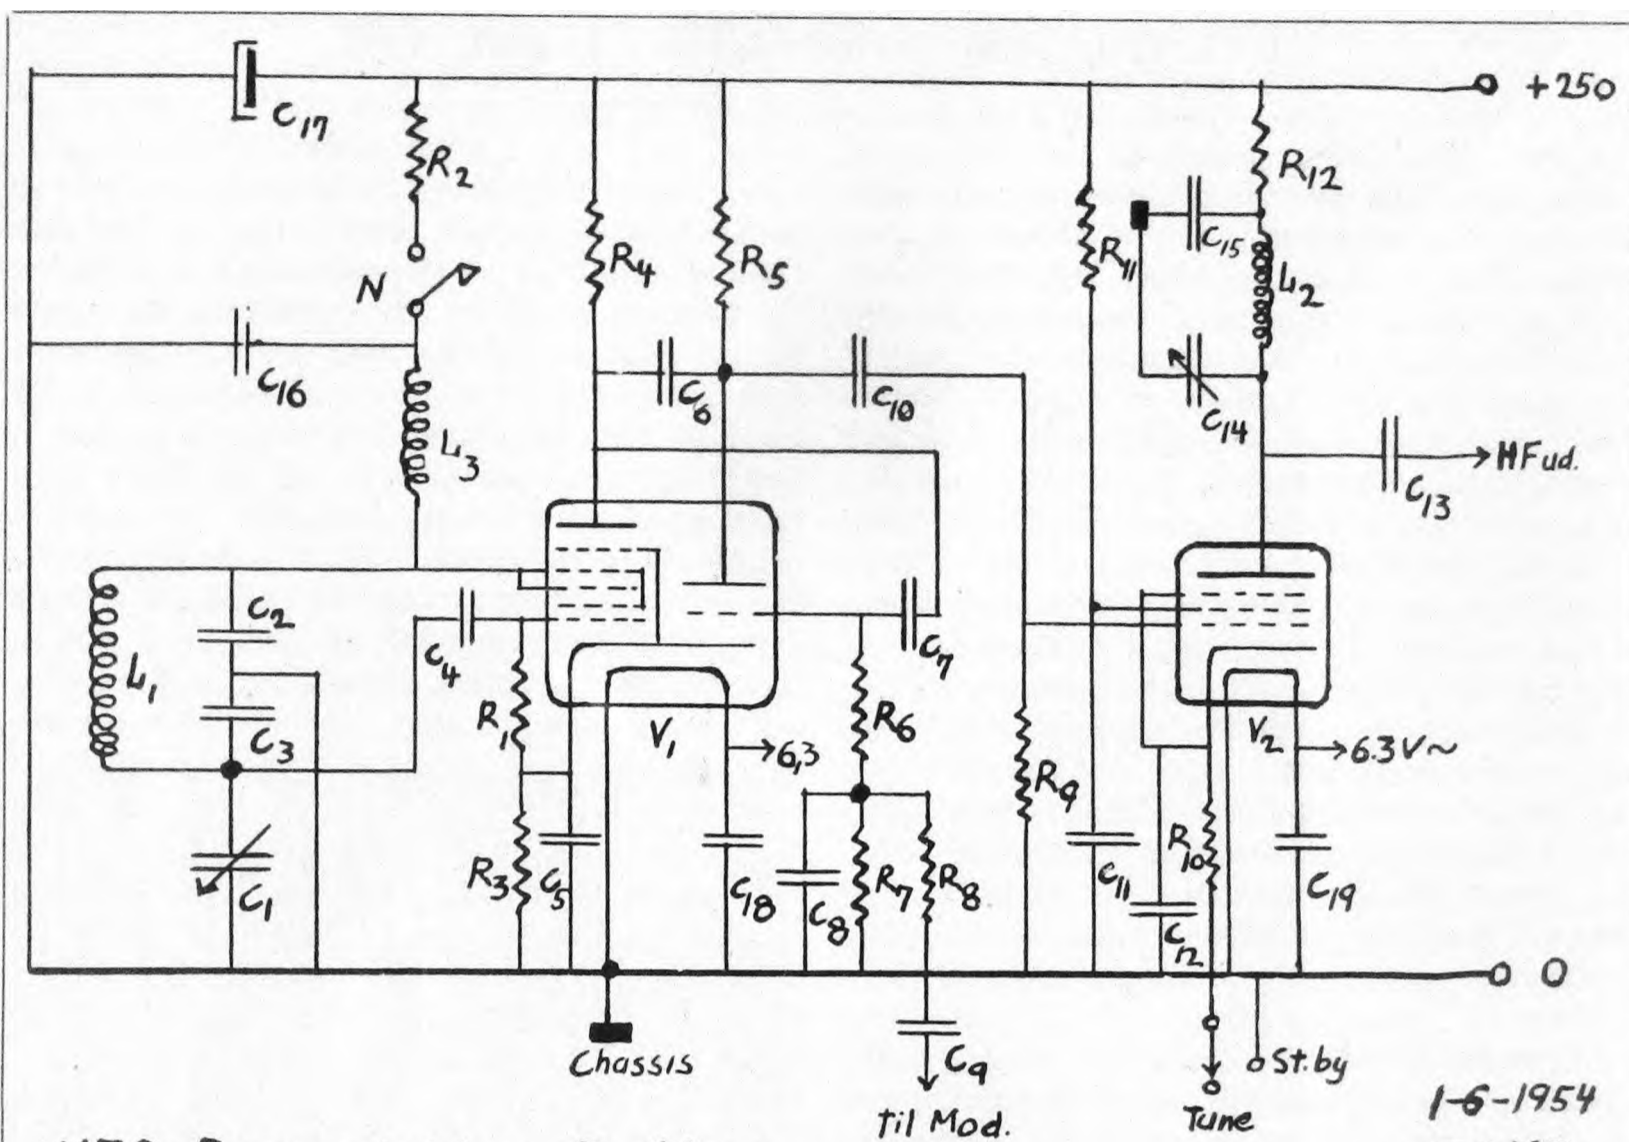 C17
+250
R2
R12
N
R4
R5
R11
C15
L2
C16
C6
C10
C14
L3
C13
HF ud.
C2
L1
C4
C7
C3
R1
V1
6,3
R6
V2
6.3V~
R9
C1
R3
C5
C18
C8
R7
R8
C11
R10
C12
C19
0
Chassis
C9
St.by
til Mod.
Tune
1-6-1954